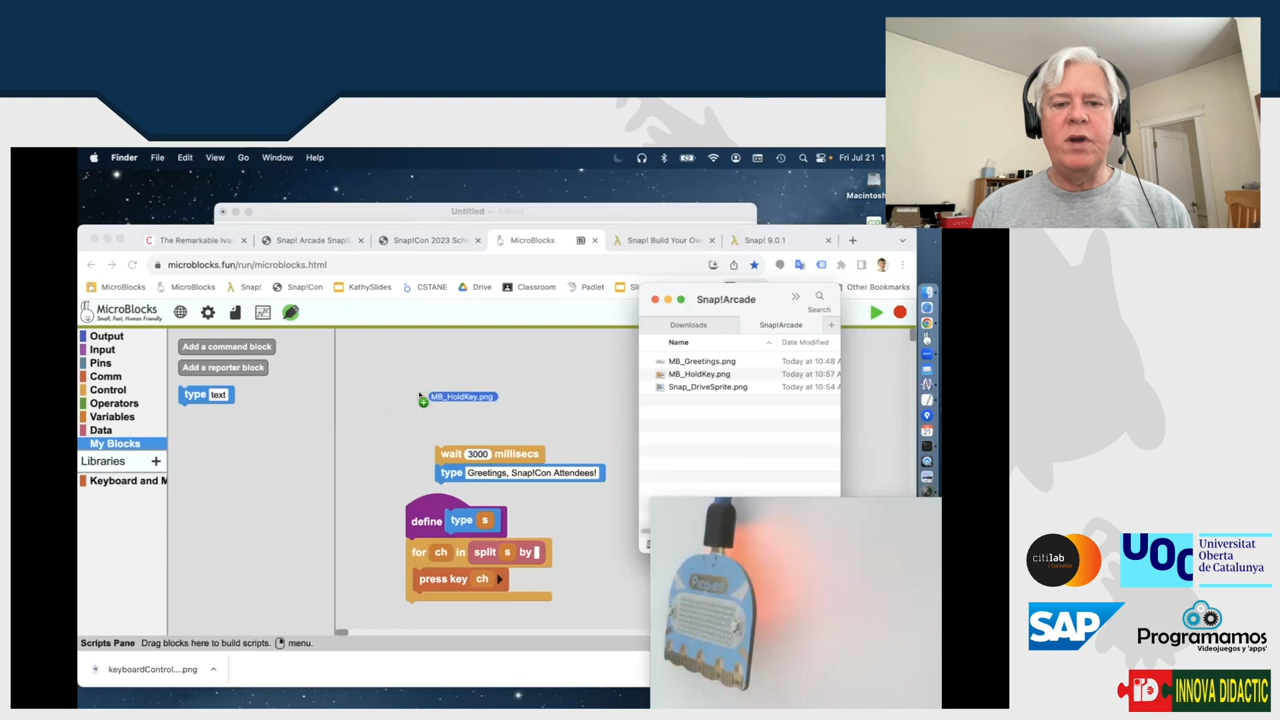 Finder File Edit View Go Window Help
Fri Jul 21 1
Macintosh
Untitled — Edited
The Remarkable Iva
Snap! Arcade Snap!
Snap!Con 2023 Sch
MicroBlocks
Snap! Build Your Ow
Snap! 9.0.1
microblocks.fun/run/microblocks.html
MicroBlocks
MicroBlocks
Snap!
Snap!Con
KathySlides
CSTANE
Drive
Classroom
Padlet
Other Bookmarks
MicroBlocks
Small, Fast, Human Friendly
Output
Input
Pins
Comm
Control
Operators
Variables
Data
My Blocks
Libraries +
Keyboard and M
Add a command block
Add a reporter block
type text
MB_HoldKey.png
wait 3000 millisecs
type Greetings, Snap!Con Attendees!
define type s
for ch in split s by
press key ch
Snap!Arcade
Search
Downloads
Snap!Arcade
Name
Date Modified
MB_Greetings.png Today at 10:48 A
MB_HoldKey.png Today at 10:57 A
Snap_DriveSprite.png Today at 10:54 A
Scripts Pane Drag blocks here to build scripts. menu.
keyboardControl....png
citilab
UOC
Universitat
Oberta
de Catalunya
SAP
Programamos
Videojuegos y 'apps'
iD INNOVA DIDACTIC